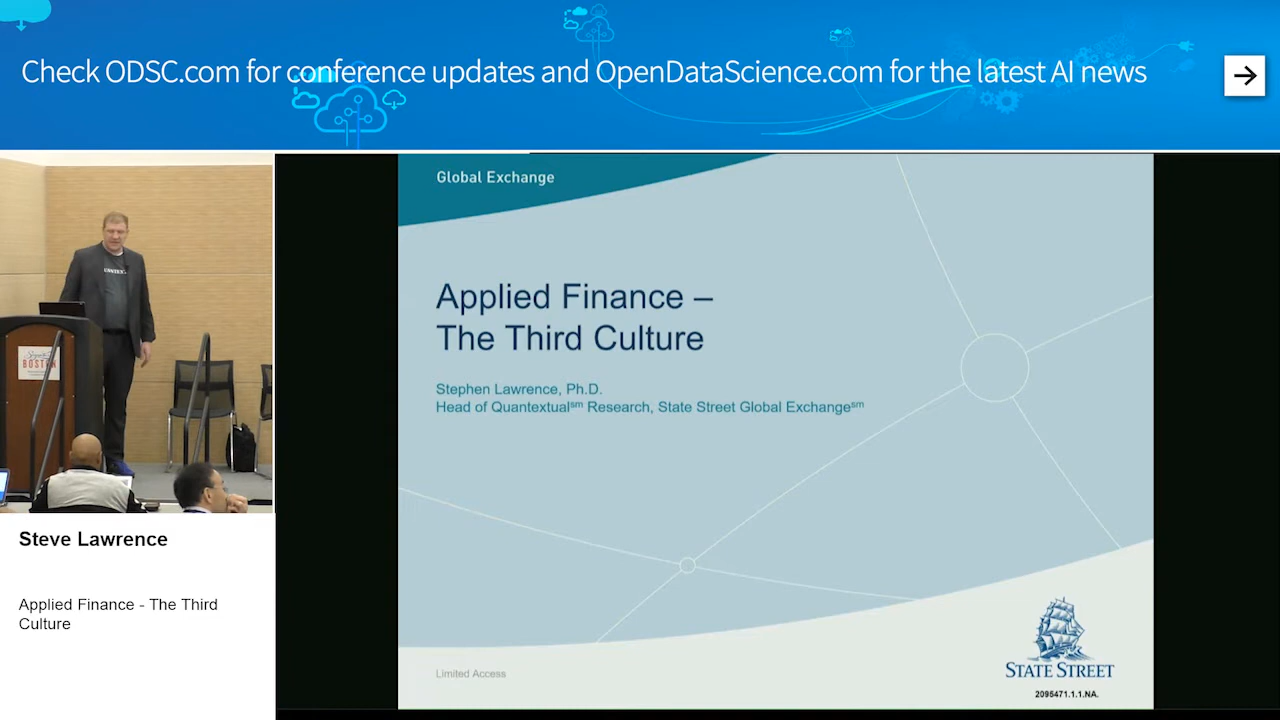 Check ODSC.com for conference updates and OpenDataScience.com for the latest AI news
Global Exchange
Applied Finance –
The Third Culture
Stephen Lawrence, Ph.D.
Head of Quantextual℠ Research, State Street Global Exchange℠
Limited Access
STATE STREET
2095471.1.1.NA.
BOSTON
Steve Lawrence
Applied Finance - The Third
Culture